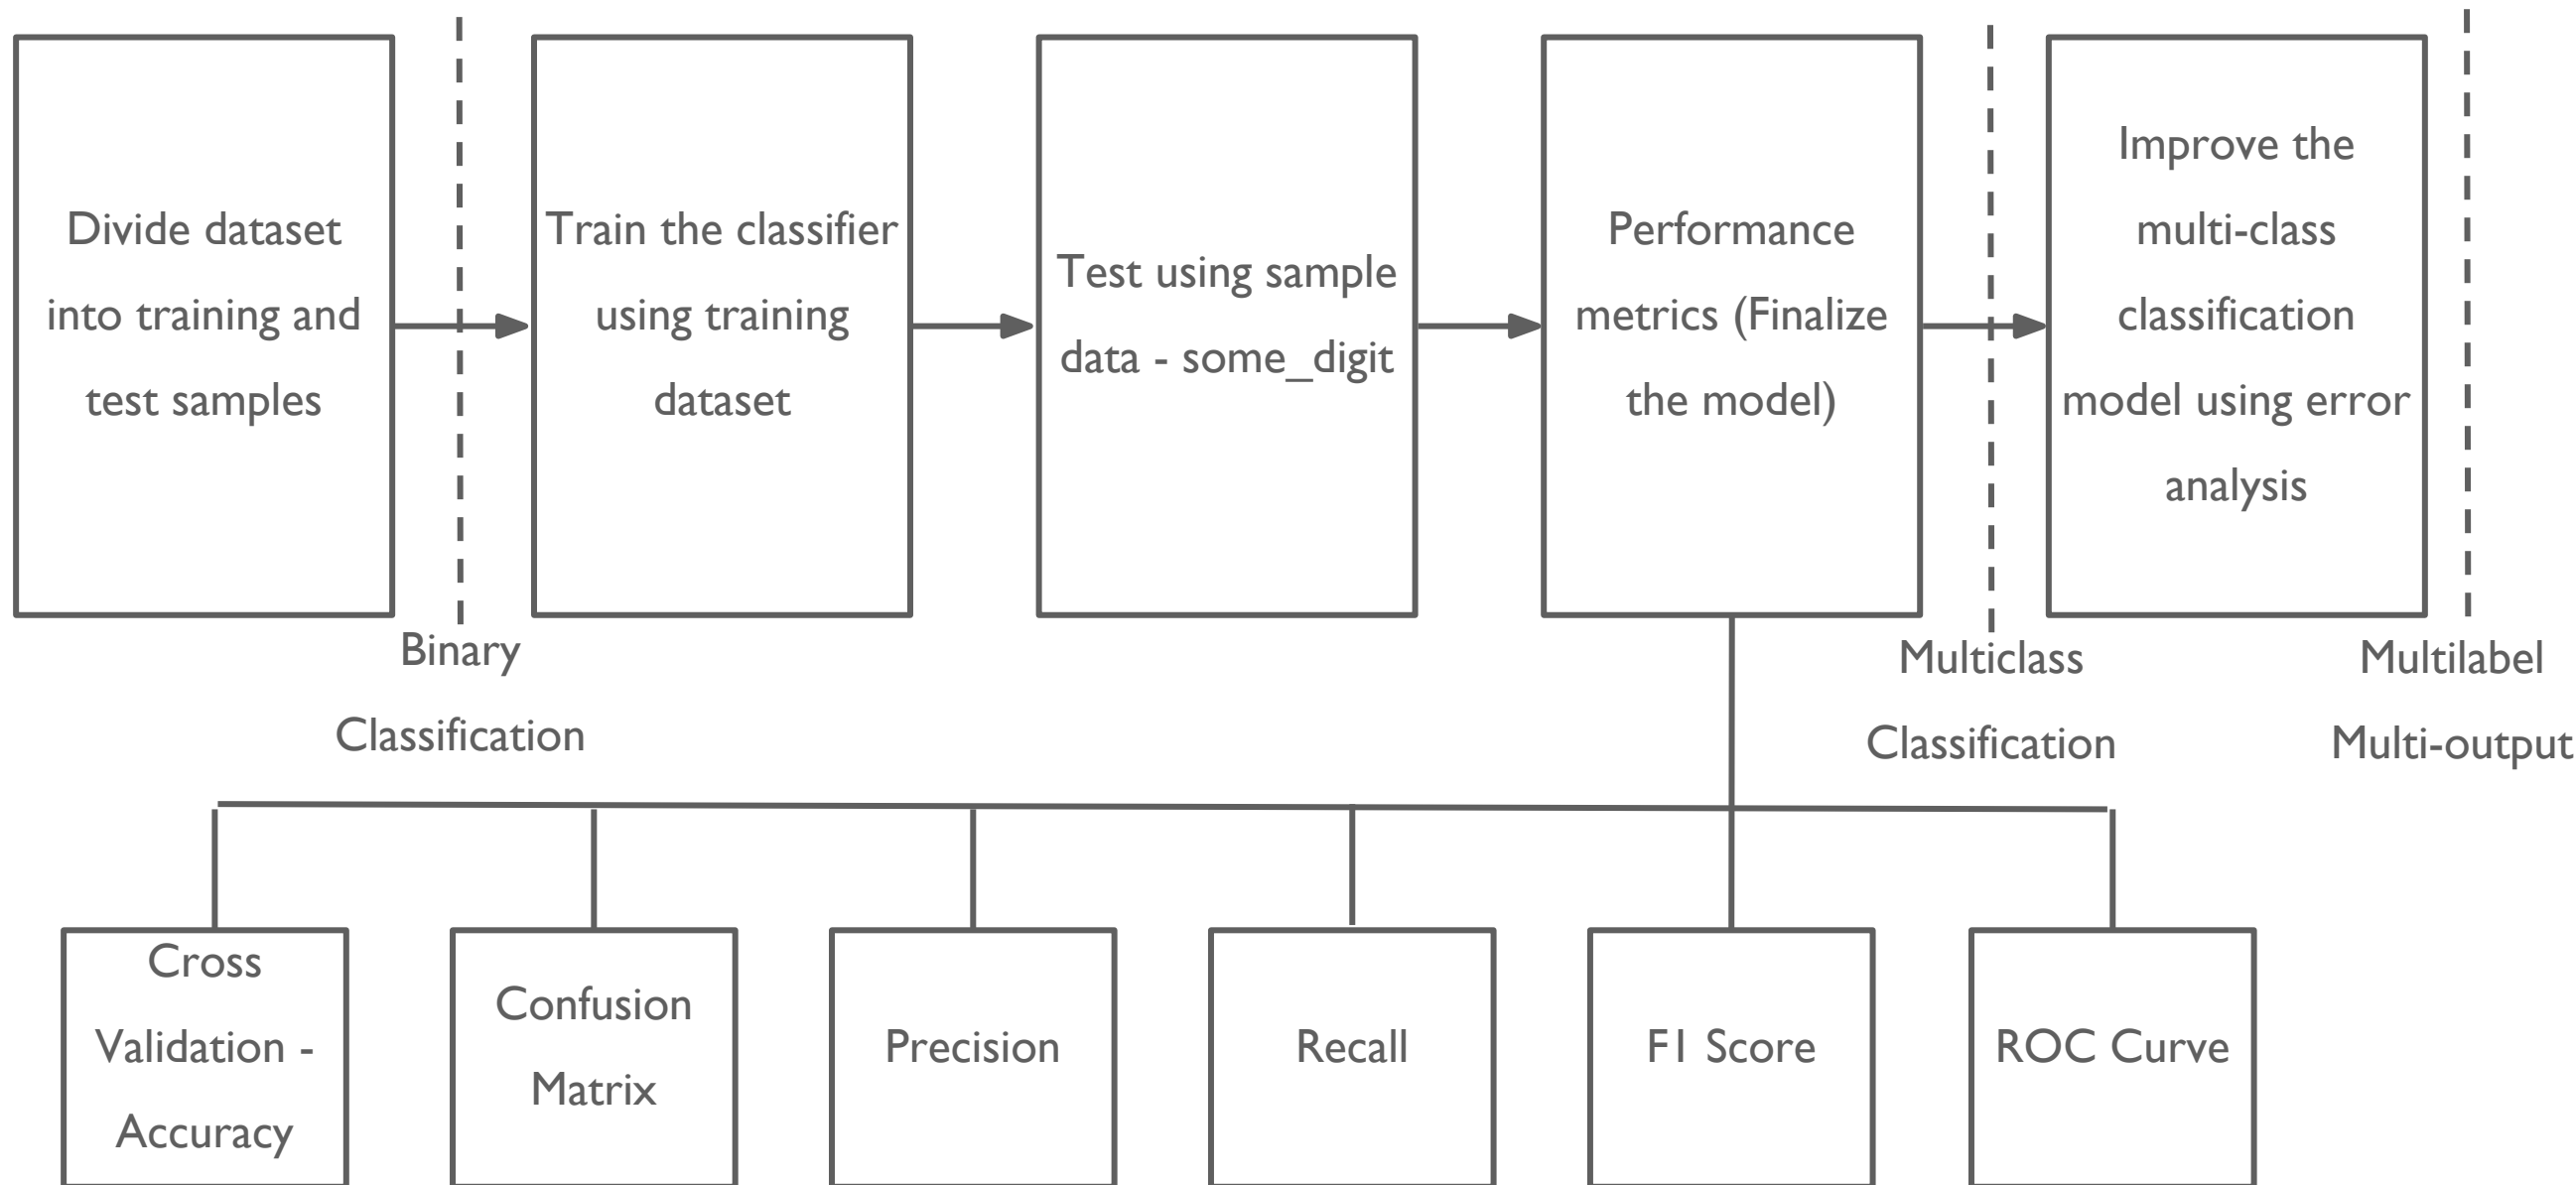 Divide dataset
into training and
test samples
Train the classifier
using training
dataset
Test using sample
data - some_digit
Performance
metrics (Finalize
the model)
Improve the
multi-class
classification
model using error
analysis
Binary
Classification
Multiclass
Classification
Multilabel
Multi-output
Cross
Validation -
Accuracy
Confusion
Matrix
Precision
Recall
F1 Score
ROC Curve